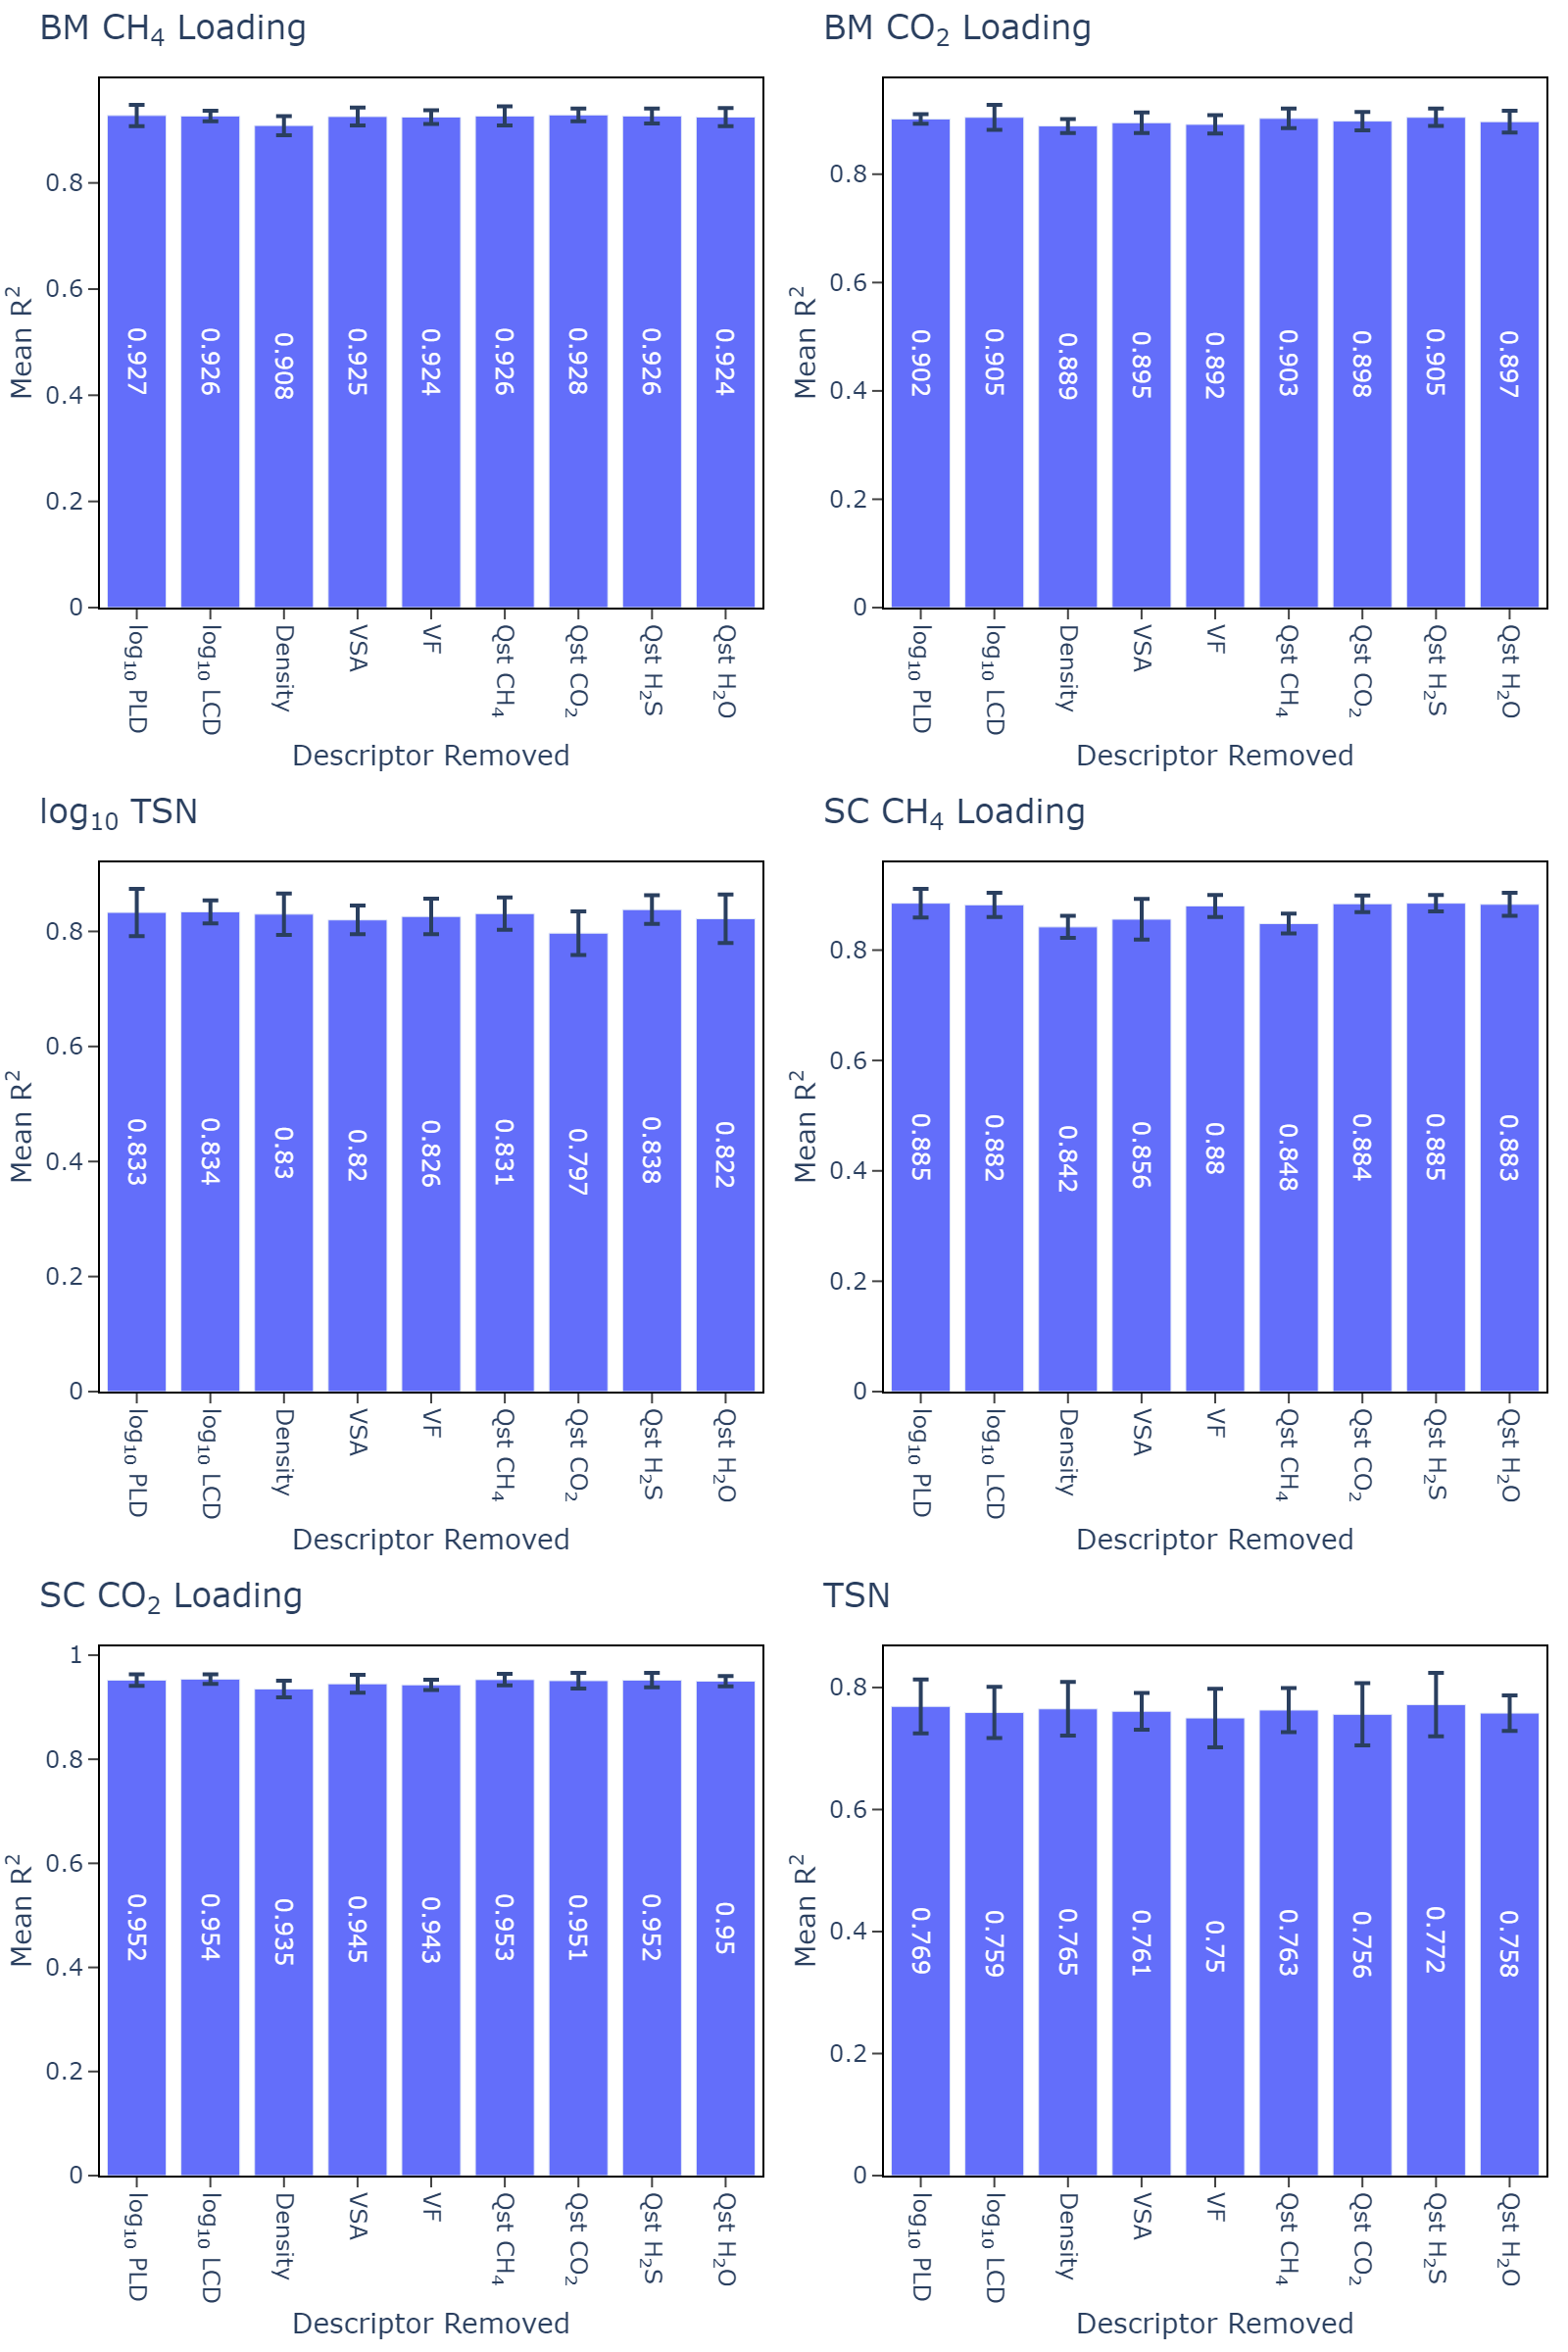 BM CH₄ Loading
Mean R²
0.8
0.6
0.4
0.2
0
0.927
0.926
0.908
0.925
0.924
0.926
0.928
0.926
0.924
log₁₀ PLD
log₁₀ LCD
Density
VSA
VF
Qst CH₄
Qst CO₂
Qst H₂S
Qst H₂O
Descriptor Removed
BM CO₂ Loading
Mean R²
0.8
0.6
0.4
0.2
0
0.902
0.905
0.889
0.895
0.892
0.903
0.898
0.905
0.897
log₁₀ PLD
log₁₀ LCD
Density
VSA
VF
Qst CH₄
Qst CO₂
Qst H₂S
Qst H₂O
Descriptor Removed
log₁₀ TSN
Mean R²
0.8
0.6
0.4
0.2
0
0.833
0.834
0.83
0.82
0.826
0.831
0.797
0.838
0.822
log₁₀ PLD
log₁₀ LCD
Density
VSA
VF
Qst CH₄
Qst CO₂
Qst H₂S
Qst H₂O
Descriptor Removed
SC CH₄ Loading
Mean R²
0.8
0.6
0.4
0.2
0
0.885
0.882
0.842
0.856
0.88
0.848
0.884
0.885
0.883
log₁₀ PLD
log₁₀ LCD
Density
VSA
VF
Qst CH₄
Qst CO₂
Qst H₂S
Qst H₂O
Descriptor Removed
SC CO₂ Loading
Mean R²
1
0.8
0.6
0.4
0.2
0
0.952
0.954
0.935
0.945
0.943
0.953
0.951
0.952
0.95
log₁₀ PLD
log₁₀ LCD
Density
VSA
VF
Qst CH₄
Qst CO₂
Qst H₂S
Qst H₂O
Descriptor Removed
TSN
Mean R²
0.8
0.6
0.4
0.2
0
0.769
0.759
0.765
0.761
0.75
0.763
0.756
0.772
0.758
log₁₀ PLD
log₁₀ LCD
Density
VSA
VF
Qst CH₄
Qst CO₂
Qst H₂S
Qst H₂O
Descriptor Removed